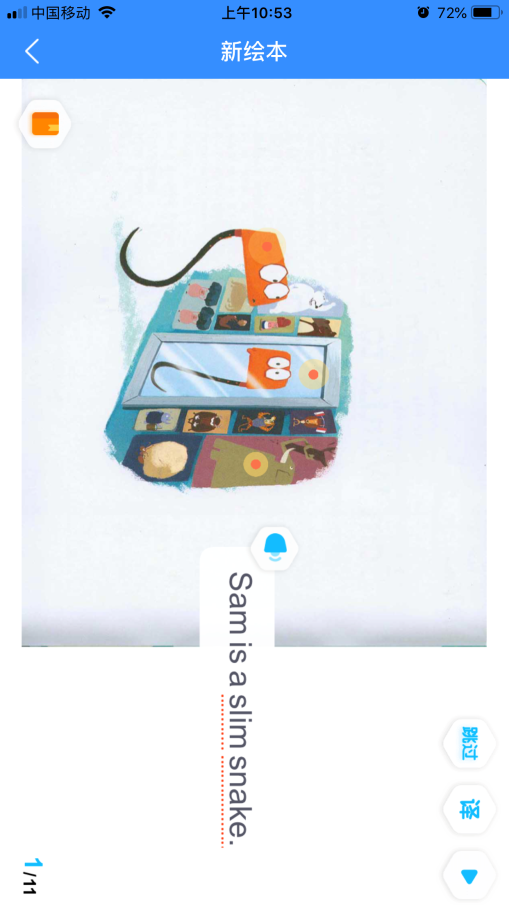 中国移动
上午10:53
72%
新绘本
Sam is a slim snake.
跳过
译
1/11